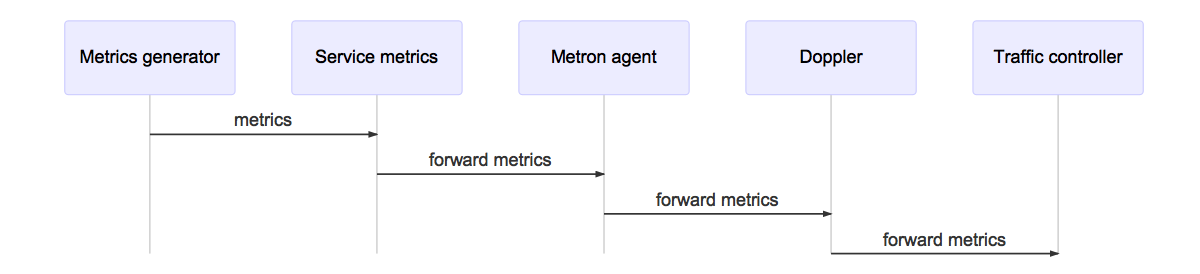 Metrics generator
Service metrics
Metron agent
Doppler
Traffic controller
metrics
forward metrics
forward metrics
forward metrics